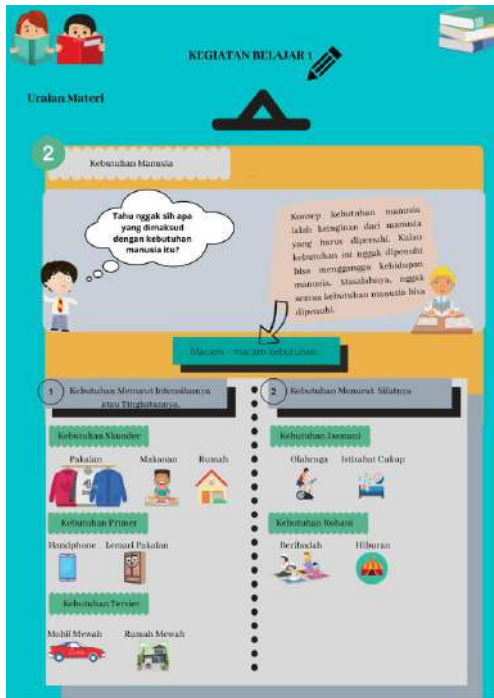 KEGIATAN BELAJAR 1
Uraian Materi
2
Kebutuhan Manusia
Tahu nggak sih apa
yang dimaksud
dengan kebutuhan
manusia itu?
Konsep kebutuhan manusia
ialah keinginan dari manusia
yang harus dipenuhi. Kalau
kebutuhan ini nggak dipenuhi
bisa mengganggu kehidupan
manusia. Masalahnya, nggak
semua kebutuhan manusia bisa
dipenuhi.
Macam - macam kebutuhan.
1
Kebutuhan Menurut Intensitasnya
atau Tingkatannya.
Kebutuhan Skunder
Pakaian Makanan Rumah
Kebutuhan Primer
Handphone Lemari Pakaian
Kebutuhan Tersier
Mobil Mewah Rumah Mewah
2
Kebutuhan Menurut Sifatnya
Kebutuhan Jasmani
Olahraga Istirahat Cukup
Kebutuhan Rohani
Beribadah Hiburan